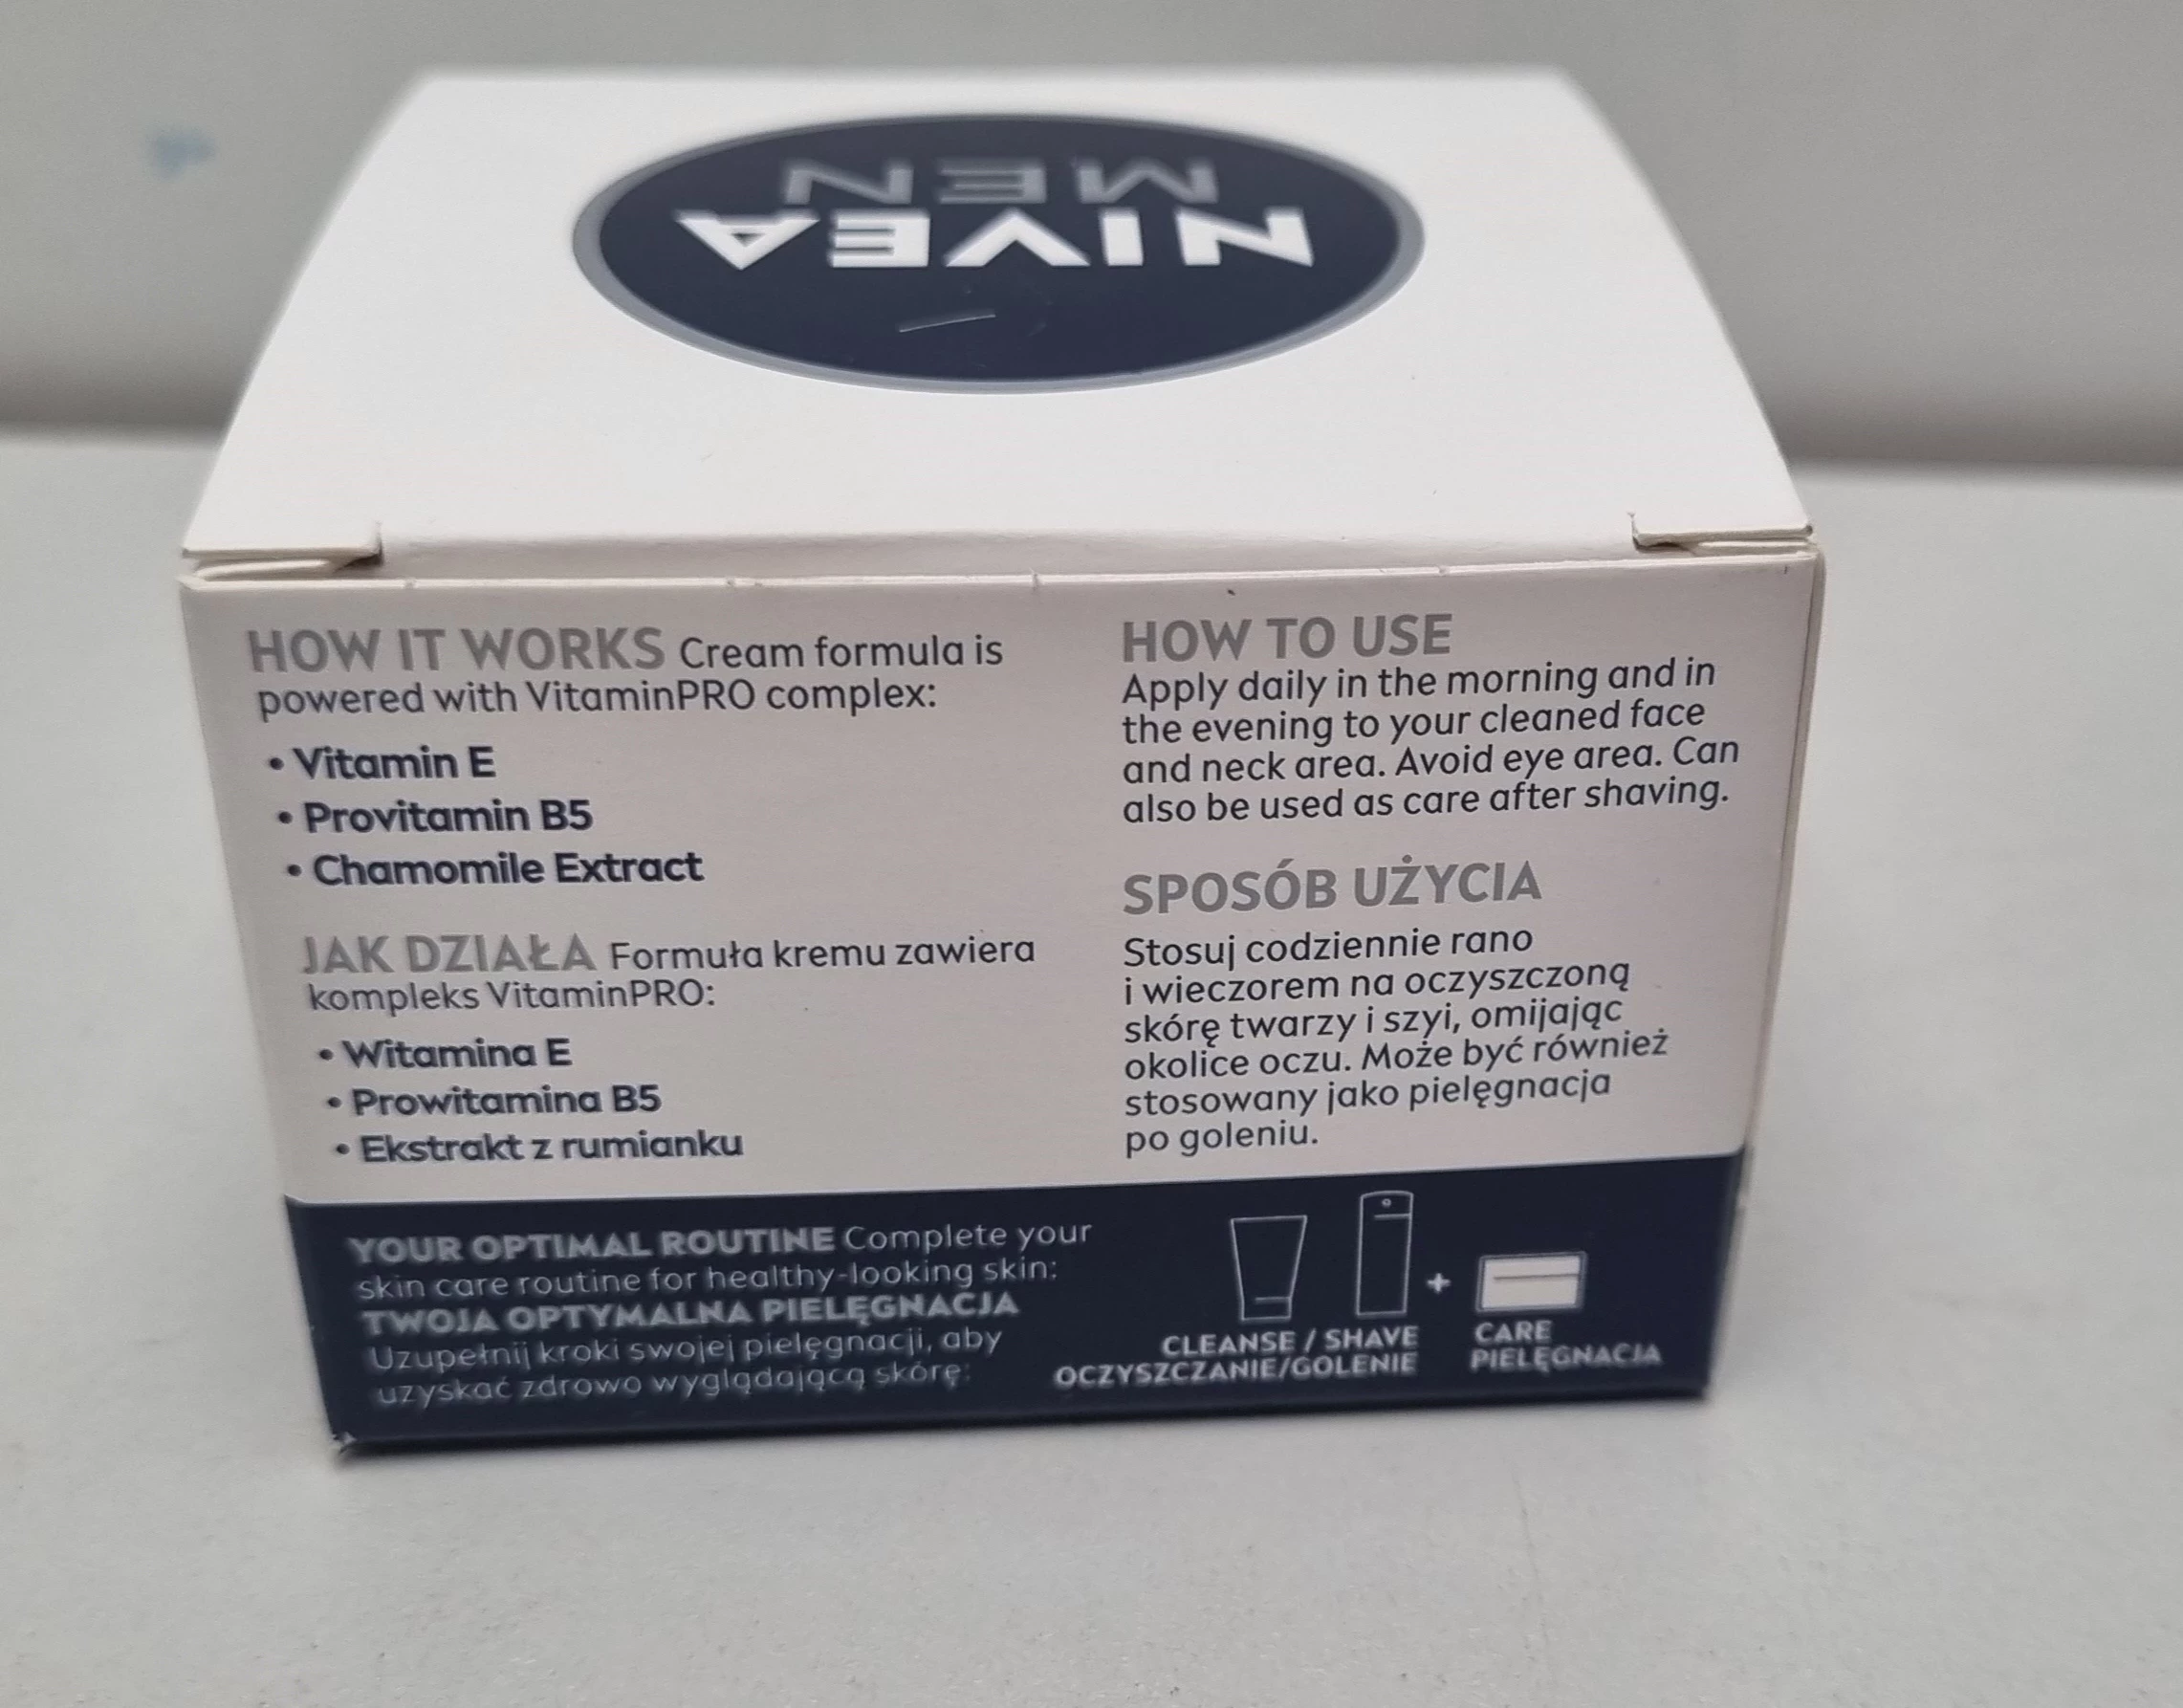 NIVEA
MEN
HOW IT WORKS Cream formula is
powered with VitaminPRO complex:
• Vitamin E
• Provitamin B5
• Chamomile Extract
JAK DZIAŁA Formuła kremu zawiera
kompleks VitaminPRO:
• Witamina E
• Prowitamina B5
• Ekstrakt z rumianku
HOW TO USE
Apply daily in the morning and in
the evening to your cleaned face
and neck area. Avoid eye area. Can
also be used as care after shaving.
SPOSÓB UŻYCIA
Stosuj codziennie rano
i wieczorem na oczyszczoną
skórę twarzy i szyi, omijając
okolice oczu. Może być również
stosowany jako pielęgnacja
po goleniu.
YOUR OPTIMAL ROUTINE Complete your
skin care routine for healthy-looking skin:
TWOJA OPTYMALNA PIELĘGNACJA
Uzupełnij kroki swojej pielęgnacji, aby
uzyskać zdrowo wyglądającą skórę:
+
CLEANSE / SHAVE
OCZYSZCZANIE/GOLENIE
CARE
PIELĘGNACJA